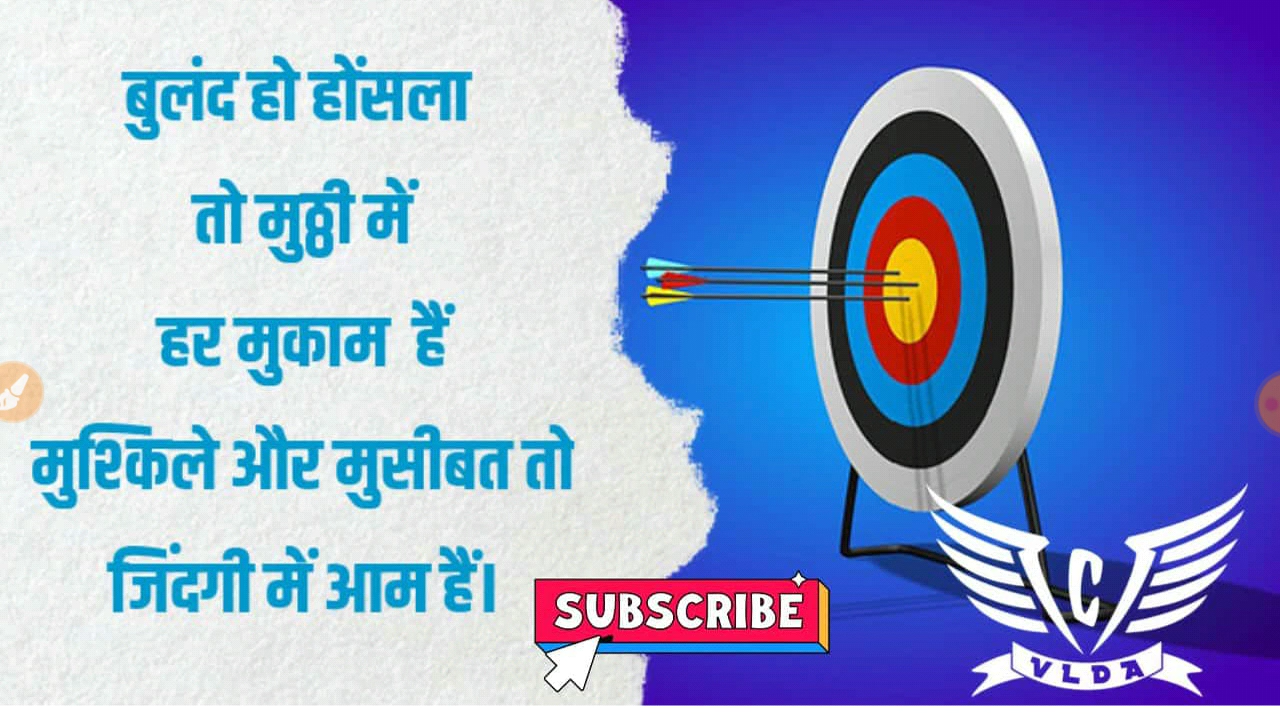 बुलंद हो होंसला
तो मुठ्ठी में
हर मुकाम हैं
मुश्किले और मुसीबत तो
जिंदगी में आम हैं।
SUBSCRIBE
C
VLDA